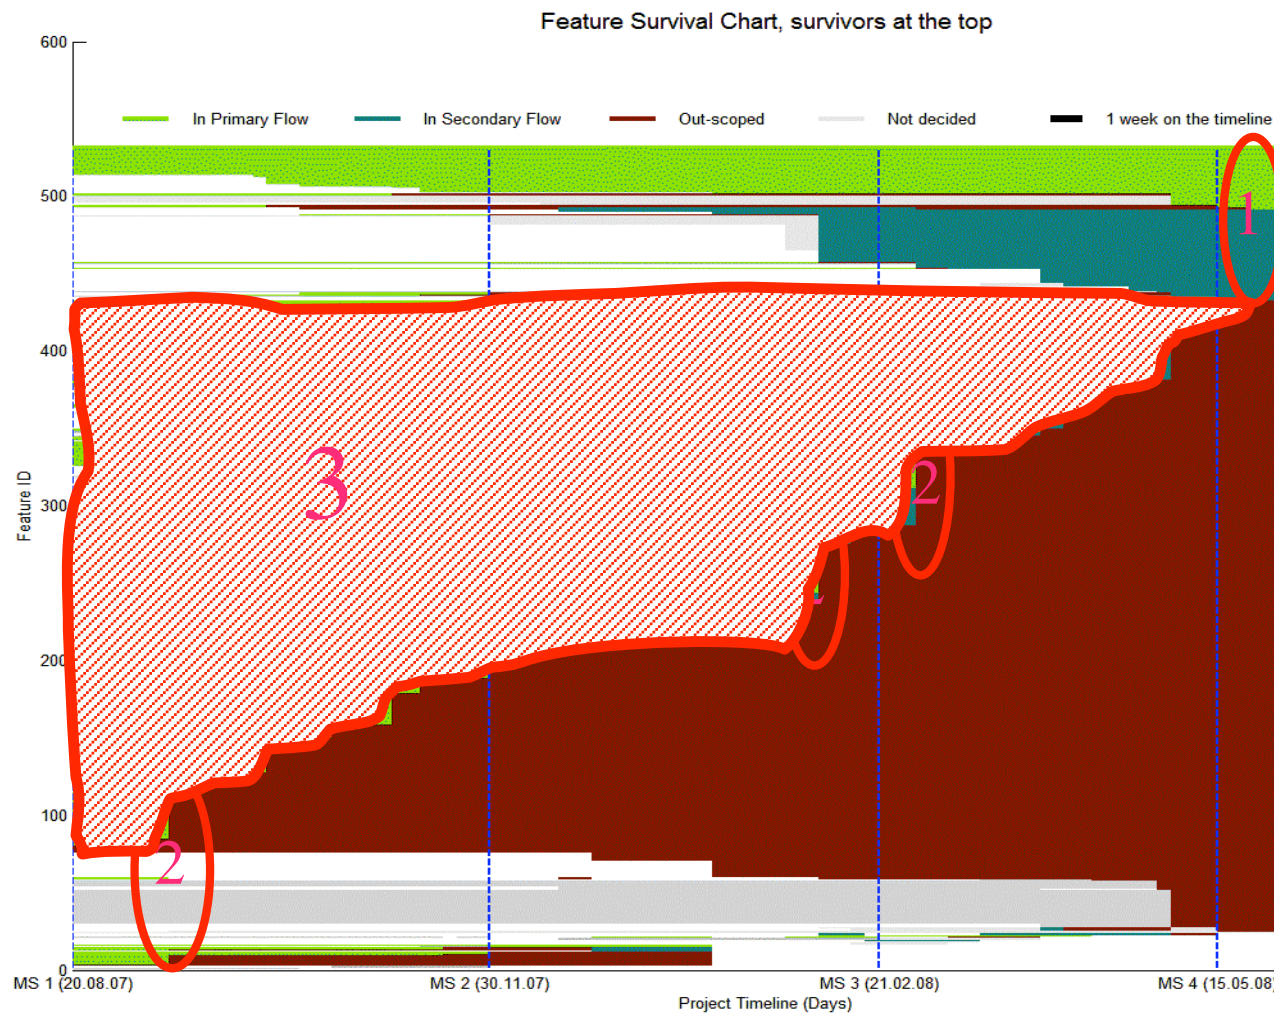 Feature Survival Chart, survivors at the top
600
In Primary Flow
In Secondary Flow
Out-scoped
Not decided
1 week on the timeline
500
1
400
3
2
300
Feature ID
200
100
2
0
MS 1 (20.08.07)
MS 2 (30.11.07)
MS 3 (21.02.08)
MS 4 (15.05.08)
Project Timeline (Days)